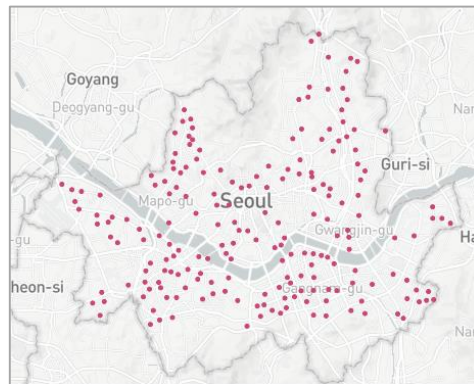 Goyang
Deogyang-gu
Nar
Guri-si
Mapo-gu
Seoul
Gwangjin-gu
-gu
Ha
heon-si
Gangnam-gu
Nar